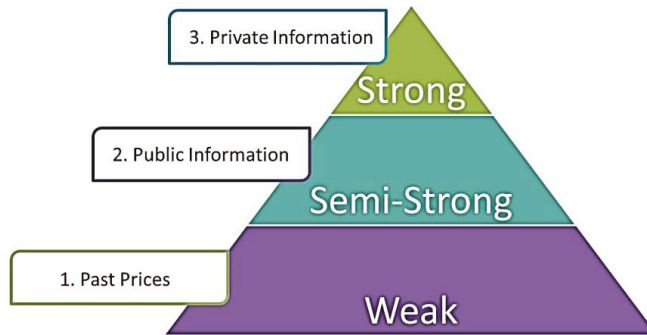 3. Private Information
Strong
2. Public Information
Semi-Strong
1. Past Prices
Weak